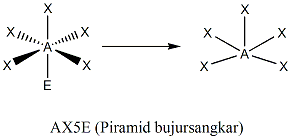 X X
X X X X
A A
X X X X
E
AX5E (Piramid bujursangkar)